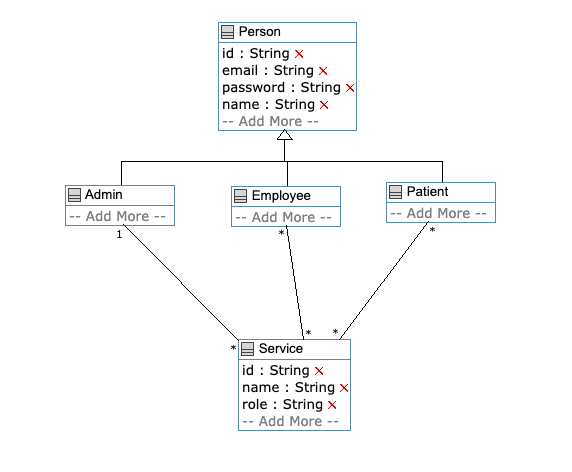 Person
id : String ×
email : String ×
password : String ×
name : String ×
-- Add More --
Admin
-- Add More --
Employee
-- Add More --
Patient
-- Add More --
1
*
*
*
*
*
Service
id : String ×
name : String ×
role : String ×
-- Add More --